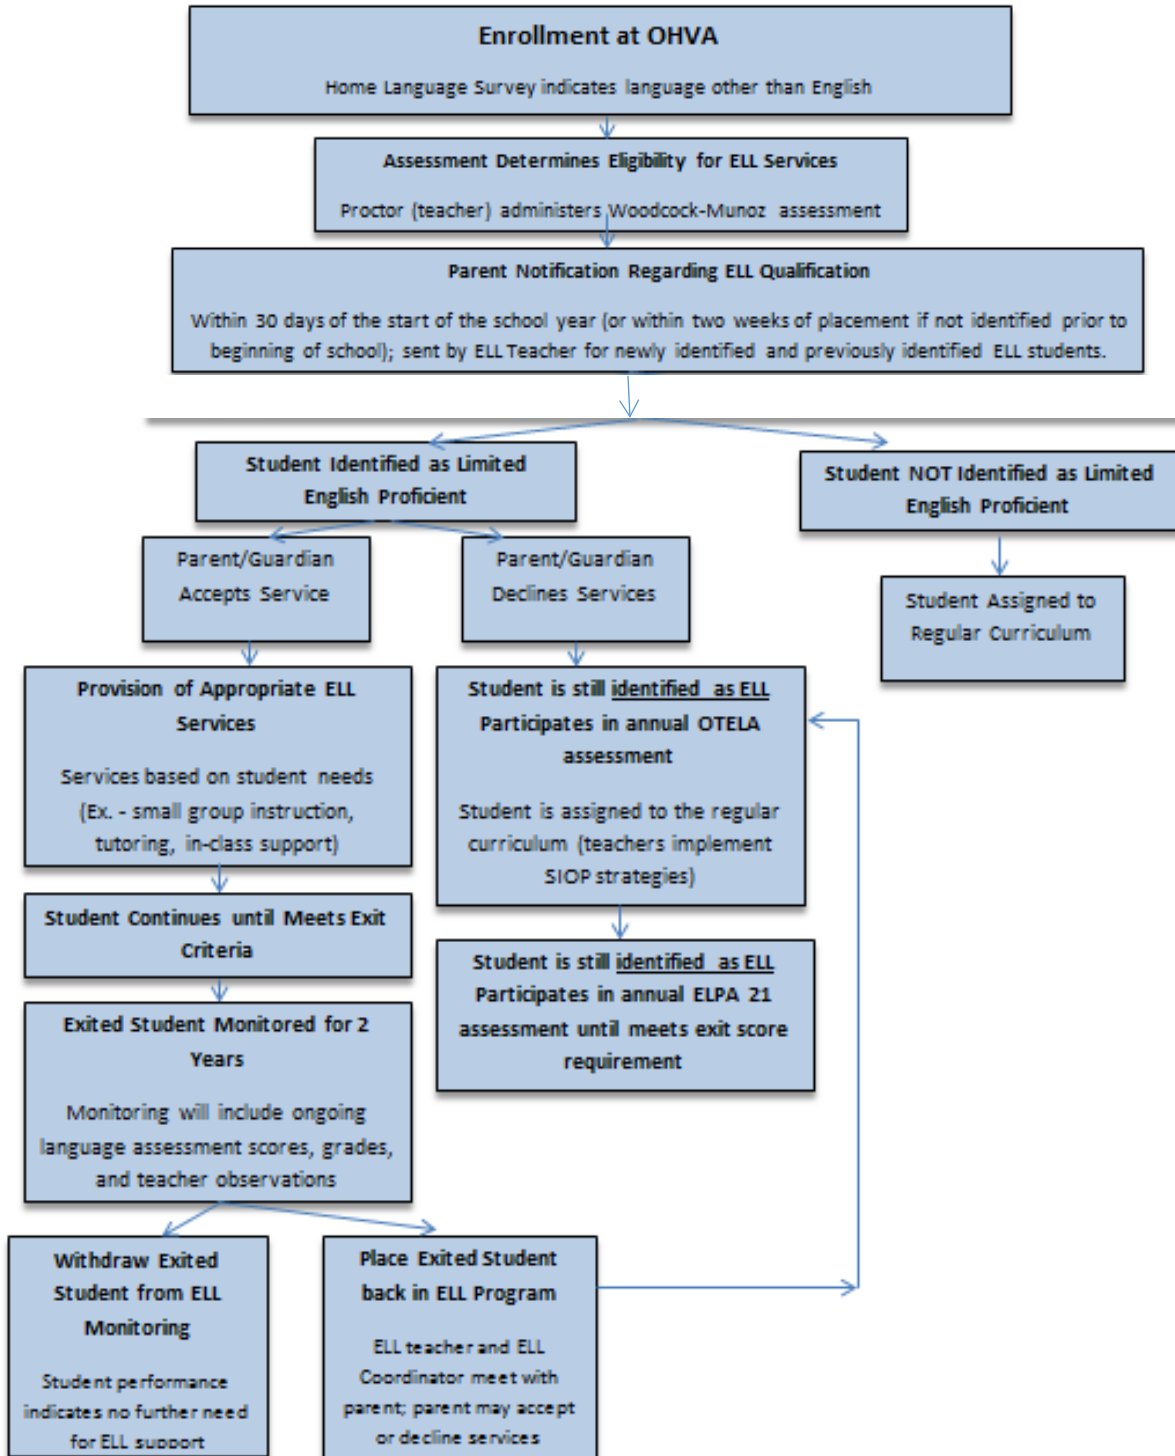 Enrollment at OHVA
Home Language Survey indicates language other than English
Assessment Determines Eligibility for ELL Services
Proctor (teacher) administers Woodcock-Munoz assessment
Parent Notification Regarding ELL Qualification
Within 30 days of the start of the school year (or within two weeks of placement if not identified prior to
beginning of school); sent by ELL Teacher for newly identified and previously identified ELL students.
Student Identified as Limited
English Proficient
Student NOT Identified as Limited
English Proficient
Parent/Guardian
Accepts Service
Parent/Guardian
Declines Services
Student Assigned to
Regular Curriculum
Provision of Appropriate ELL
Services
Services based on student needs
(Ex. - small group instruction,
tutoring, in-class support)
Student is still identified as ELL
Participates in annual OTELA
assessment
Student is assigned to the regular
curriculum (teachers implement
SIOP strategies)
Student Continues until Meets Exit
Criteria
Student is still identified as ELL
Participates in annual ELPA 21
assessment until meets exit score
requirement
Exited Student Monitored for 2
Years
Monitoring will include ongoing
language assessment scores, grades,
and teacher observations
Withdraw Exited
Student from ELL
Monitoring
Student performance
indicates no further need
for ELL support
Place Exited Student
back in ELL Program
ELL teacher and ELL
Coordinator meet with
parent; parent may accept
or decline services